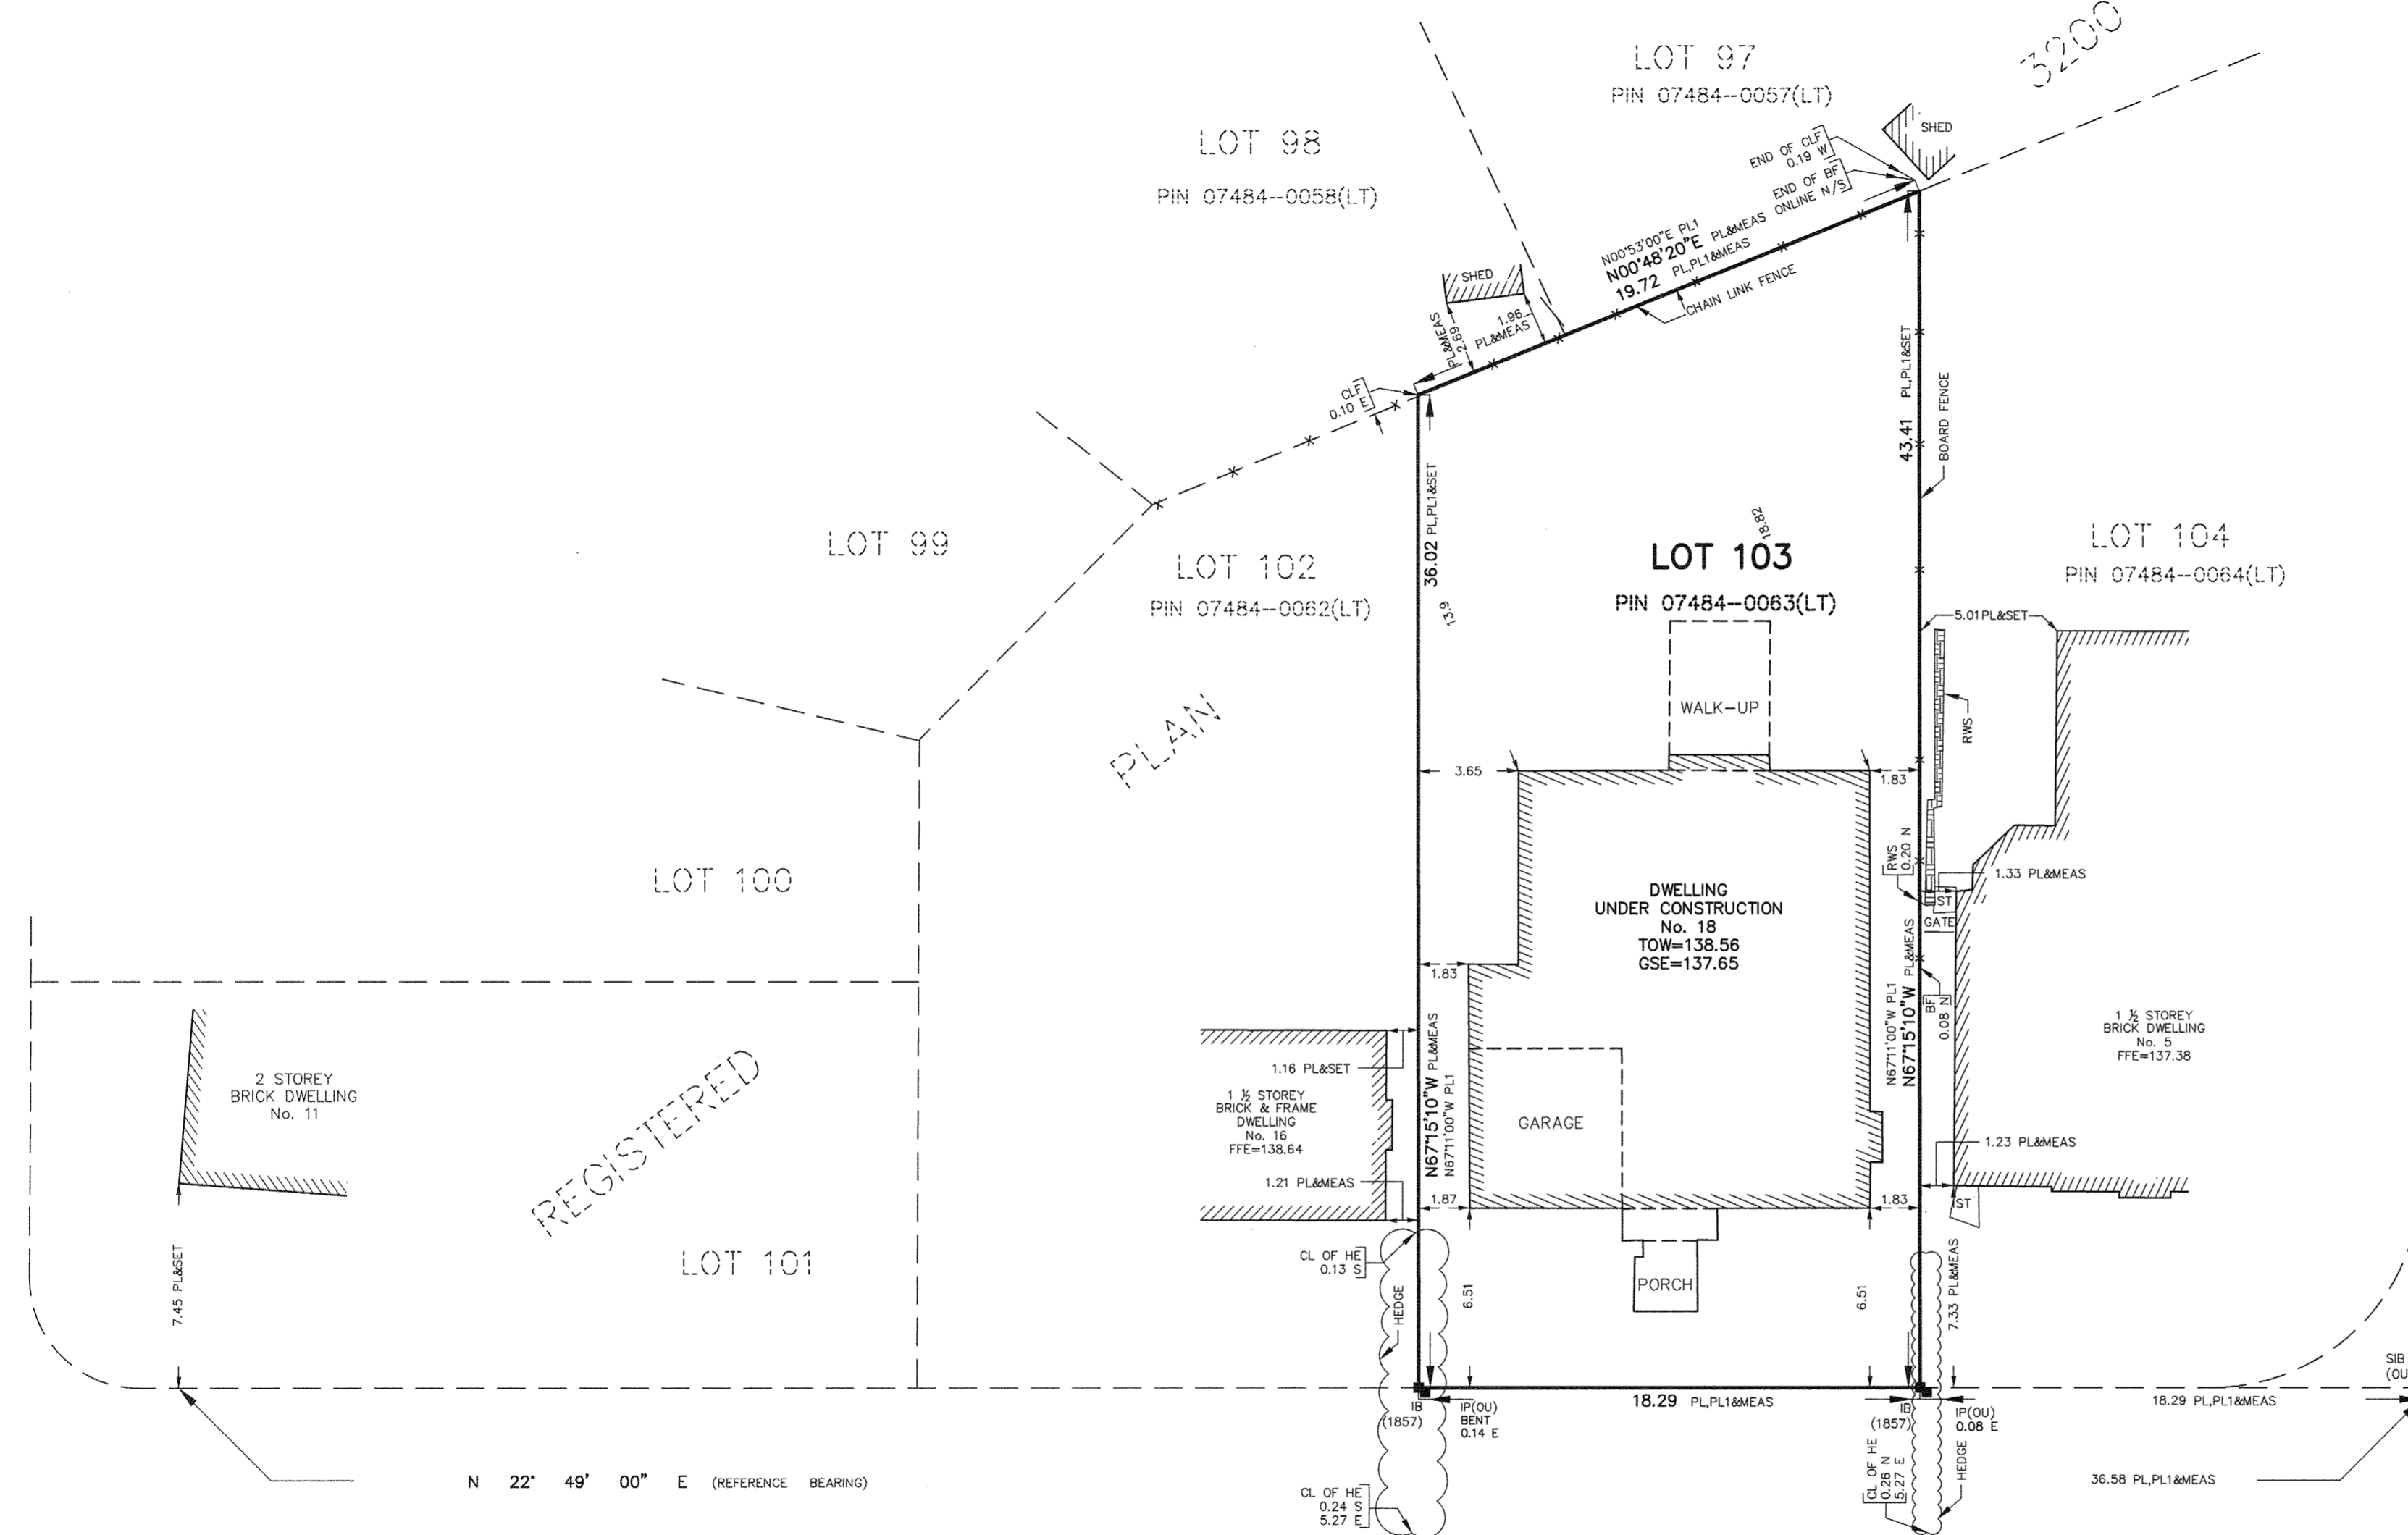 LOT 97
PIN 07484--0057(LT)
3200
LOT 98
PIN 07484--0058(LT)
SHED
END OF CLF
0.19 W
END OF BF
ONLINE N/S
N00°53'00"E PL1
N00°48'20"E PL&MEAS
19.72 PL,PL1&MEAS
CHAIN LINK FENCE
SHED
PL&MEAS
2.69
1.96
PL&MEAS
CLF
0.10 E
36.02 PL,PL1&SET
13.9
43.41 PL,PL1&SET
BOARD FENCE
18.82
LOT 103
PIN 07484--0063(LT)
LOT 99
LOT 102
PIN 07484--0062(LT)
LOT 104
PIN 07484--0064(LT)
5.01 PL&SET
RWS
WALK-UP
PLAN
3.65
1.83
RWS
0.20 N
1.33 PL&MEAS
ST
GATE
LOT 100
DWELLING
UNDER CONSTRUCTION
No. 18
TOW=138.56
GSE=137.65
1.83
BF
0.08 N
N67°15'10"W PL&MEAS
N67°11'00"W PL1
N67°11'00"W PL1
N67°15'10"W PL&MEAS
1 ½ STOREY
BRICK DWELLING
No. 5
FFE=137.38
1.16 PL&SET
1 ½ STOREY
BRICK & FRAME
DWELLING
No. 16
FFE=138.64
1.21 PL&MEAS
2 STOREY
BRICK DWELLING
No. 11
REGISTERED
GARAGE
1.23 PL&MEAS
1.87
1.83
ST
LOT 101
7.45 PL&SET
CL OF HE
0.13 S
HEDGE
6.51
PORCH
6.51
7.33 PL&MEAS
SIB
(OU
IB
(1857)
IP(OU)
BENT
0.14 E
18.29 PL,PL1&MEAS
IB
(1857)
IP(OU)
0.08 E
18.29 PL,PL1&MEAS
N 22° 49' 00" E (REFERENCE BEARING)
CL OF HE
0.24 S
5.27 E
CL OF HE
0.26 N
5.27 E
HEDGE
36.58 PL,PL1&MEAS